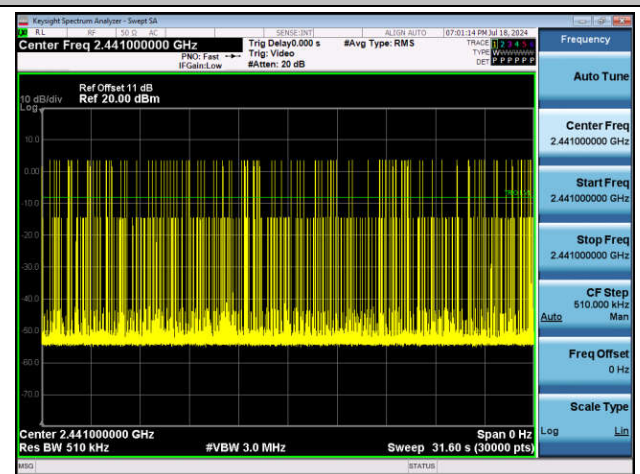 Keysight Spectrum Analyzer - Swept SA
RL RF 50 Ω AC SENSE:INT ALIGN AUTO 07:01:14 PM Jul 18, 2024
Center Freq 2.441000000 GHz
PNO: Fast
IFGain:Low
Trig Delay0.000 s
Trig: Video
#Atten: 20 dB
#Avg Type: RMS
TRACE 1 2 3 4 5 6
TYPE WWWWWW
DET P P P P P P
Ref Offset 11 dB
10 dB/div Ref 20.00 dBm
Log
10.0
0.00
-10.0
-20.0
-30.0
-40.0
-50.0
-60.0
-70.0
Center 2.441000000 GHz Span 0 Hz
Res BW 510 kHz #VBW 3.0 MHz Sweep 31.60 s (30000 pts)
MSG STATUS
Frequency
Auto Tune
Center Freq
2.441000000 GHz
Start Freq
2.441000000 GHz
Stop Freq
2.441000000 GHz
CF Step
510.000 kHz
Auto Man
Freq Offset
0 Hz
Scale Type
Log Lin